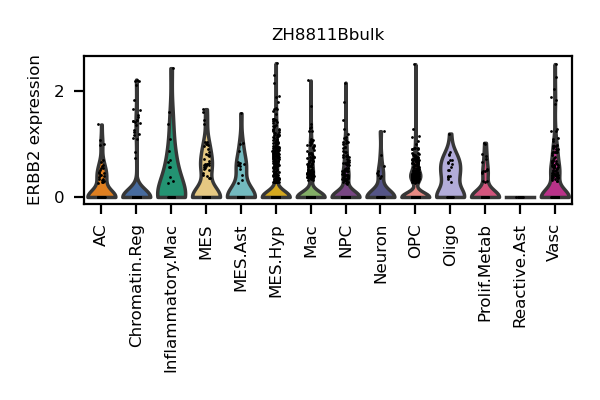 ZH8811Bbulk
ERBB2 expression
2
0
AC
Chromatin.Reg
Inflammatory.Mac
MES
MES.Ast
MES.Hyp
Mac
NPC
Neuron
OPC
Oligo
Prolif.Metab
Reactive.Ast
Vasc